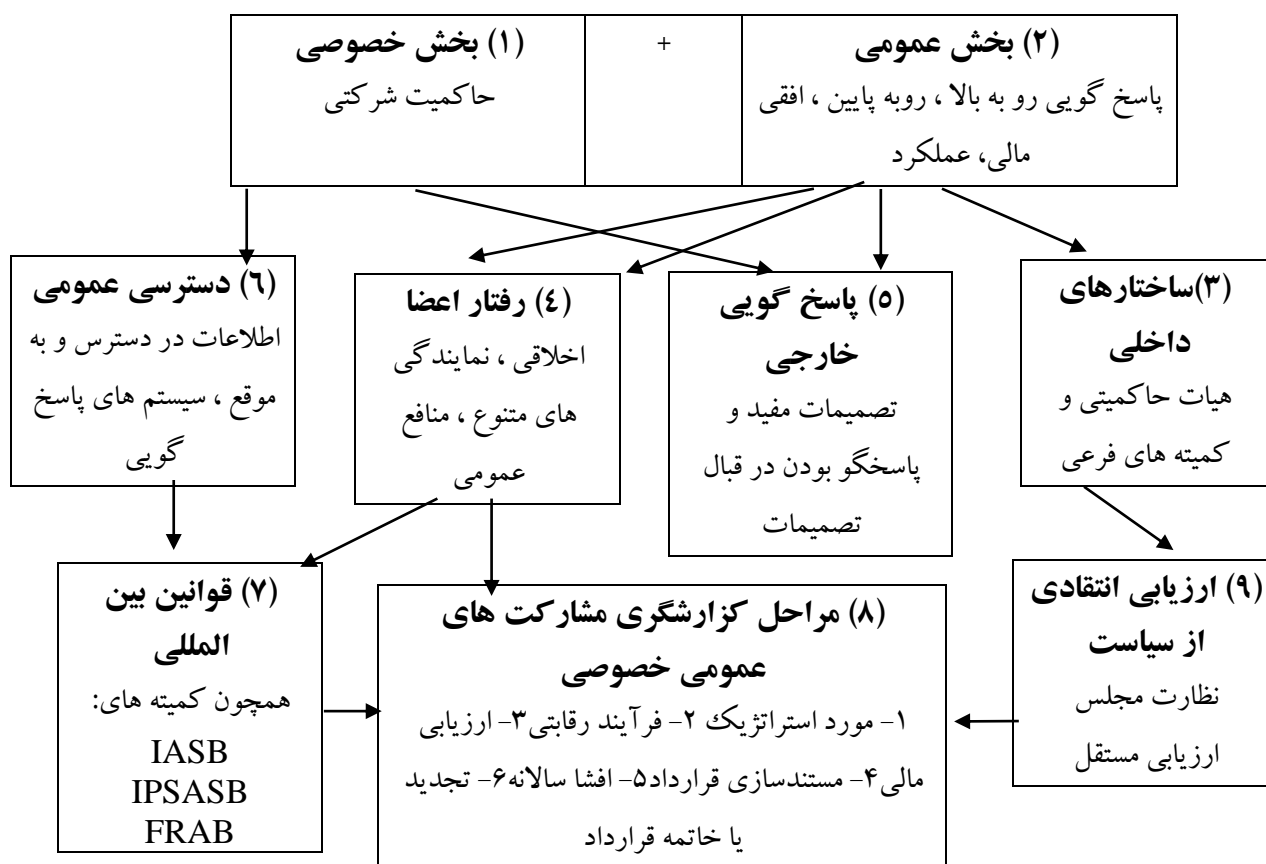 (۱) بخش خصوصی
حاکمیت شرکتی
+
(۲) بخش عمومی
پاسخ گویی رو به بالا ، روبه پایین ، افقی
مالی، عملکرد
(۳)ساختارهای
داخلی
هیات حاکمیتی و
کمیته های فرعی
(٤) رفتار اعضا
اخلاقی ، نمایندگی
های متنوع ، منافع
عمومی
(٥) پاسخ گویی
خارجی
تصمیمات مفید و
پاسخگو بودن در قبال
تصمیمات
(٦) دسترسی عمومی
اطلاعات در دسترس و به
موقع ، سیستم های پاسخ
گویی
(۷) قوانین بین
المللی
همچون کمیته های:
IASB
IPSASB
FRAB
(۸) مراحل کزارشگری مشارکت های
عمومی خصوصی
۱- مورد استراتژیک ۲- فرآیند رقابتی۳- ارزیابی
مالی۴- مستندسازی قرارداد۵- افشا سالانه۶- تجدید
یا خاتمه قرارداد
(۹) ارزیابی انتقادی
از سیاست
نظارت مجلس
ارزیابی مستقل